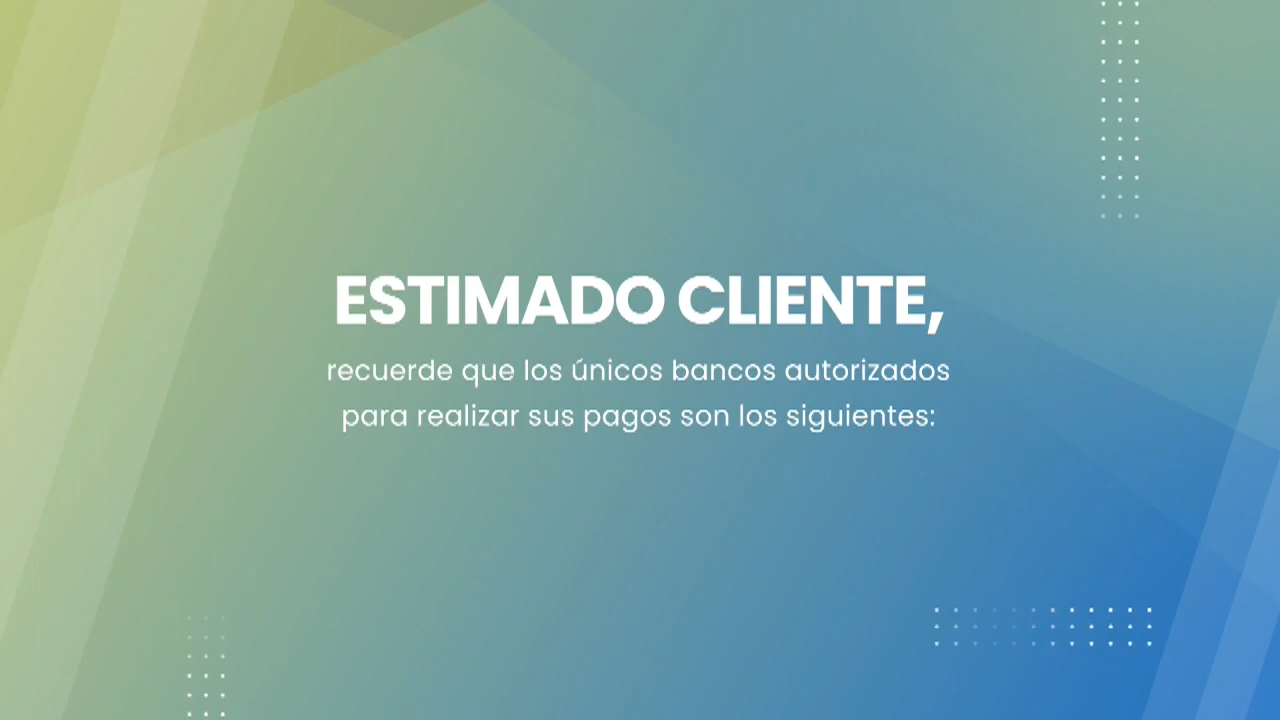 ESTIMADO CLIENTE,
recuerde que los únicos bancos autorizados
para realizar sus pagos son los siguientes: